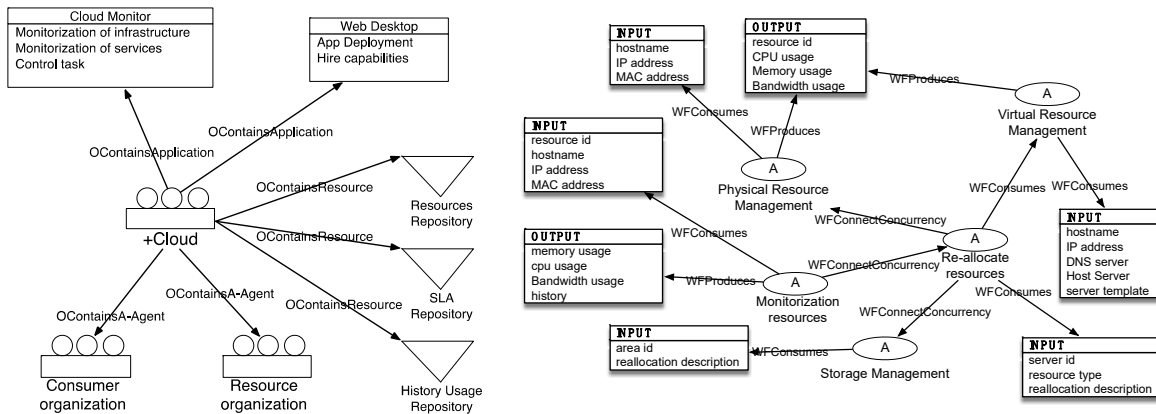 Cloud Monitor
Monitorization of infrastructure
Monitorization of services
Control task
Web Desktop
App Deployment
Hire capabilities
OContainsApplication
OContainsApplication
OContainsResource
Resources
Repository
+Cloud
OContainsResource
SLA
Repository
OContainsResource
OContainsA-Agent
OContainsA-Agent
Consumer
organization
Resource
organization
History Usage
Repository
INPUT
hostname
IP address
MAC address
OUTPUT
resource id
CPU usage
Memory usage
Bandwidth usage
WFProduces
A
Virtual Resource
Management
WFConsumes
WFProduces
INPUT
resource id
hostname
IP address
MAC address
A
Physical Resource
Management
WFConsumes
WFConsumes
WFConnectConcurrency
INPUT
hostname
IP address
DNS server
Host Server
server template
WFConsumes
OUTPUT
memory usage
cpu usage
Bandwidth usage
history
A
Re-allocate
resources
WFConnectConcurrency
WFProduces
A
Monitorization
resources
WFConsumes
WFConnectConcurrency
INPUT
area id
reallocation description
WFConsumes
A
Storage Management
INPUT
server id
resource type
reallocation description